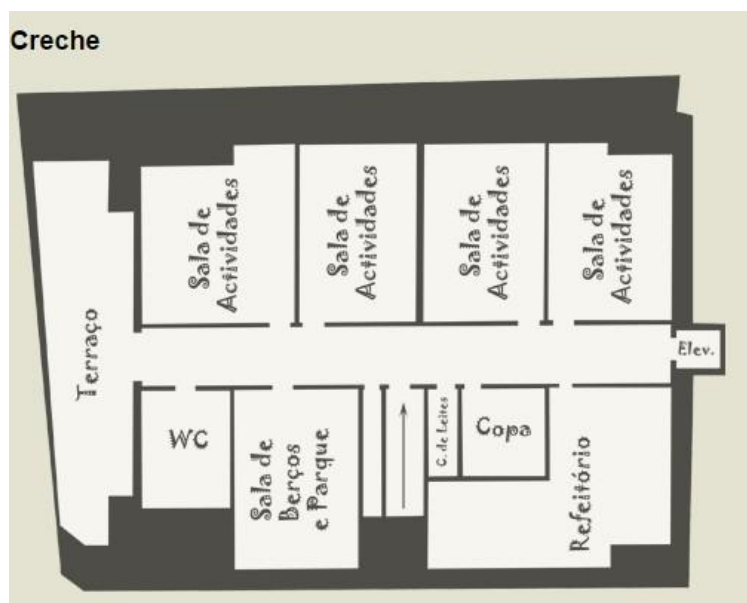 Creche
Sala de
Actividades
Sala de
Actividades
Sala de
Actividades
Sala de
Actividades
Terraço
Elev.
WC
Sala de
Berços
e Parque
C. de Leites
Copa
Refeitório